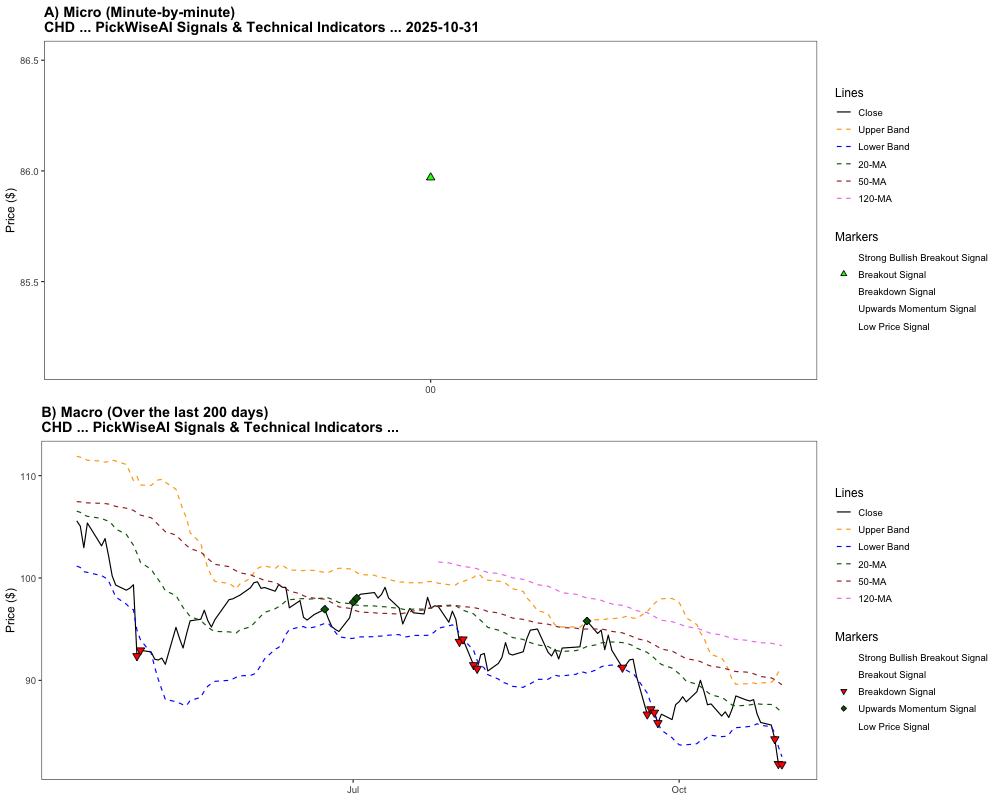 A) Micro (Minute-by-minute)
CHD ... PickWiseAI Signals & Technical Indicators ... 2025-10-31
86.5
86.0
85.5
Price ($)
00
Lines
Close
Upper Band
Lower Band
20-MA
50-MA
120-MA
Markers
Strong Bullish Breakout Signal
Breakout Signal
Breakdown Signal
Upwards Momentum Signal
Low Price Signal
B) Macro (Over the last 200 days)
CHD ... PickWiseAI Signals & Technical Indicators ...
110
100
90
Price ($)
Jul
Oct
Lines
Close
Upper Band
Lower Band
20-MA
50-MA
120-MA
Markers
Strong Bullish Breakout Signal
Breakout Signal
Breakdown Signal
Upwards Momentum Signal
Low Price Signal